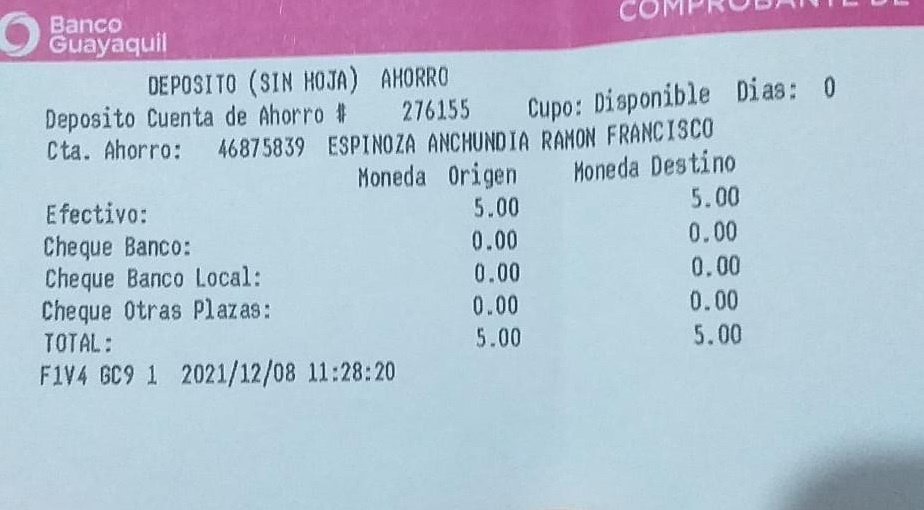 Banco
Guayaquil
DEPOSITO (SIN HOJA) AHORRO
Deposito Cuenta de Ahorro # 276155 Cupo: Disponible Dias: 0
Cta. Ahorro: 46875839 ESPINOZA ANCHUNDIA RAMON FRANCISCO
Moneda Origen Moneda Destino
Efectivo: 5.00 5.00
Cheque Banco: 0.00 0.00
Cheque Banco Local: 0.00 0.00
Cheque Otras Plazas: 0.00 0.00
TOTAL: 5.00 5.00
F1V4 GC9 1 2021/12/08 11:28:20